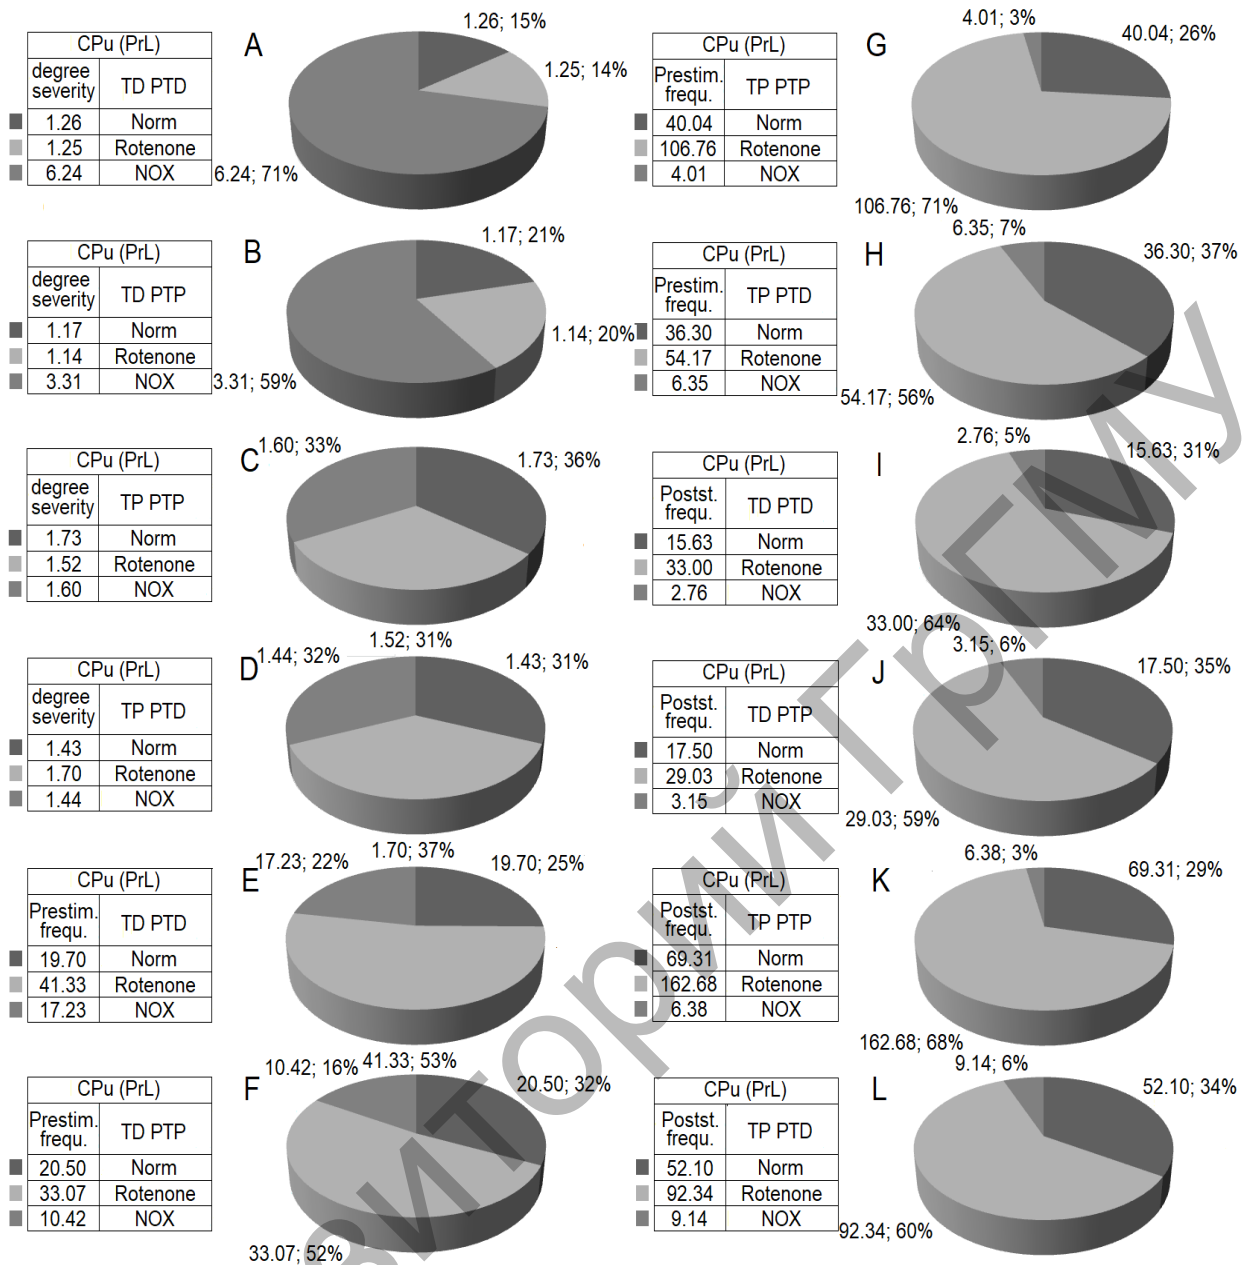 CPu (PrL)
degree severity TD PTD
1.26 Norm
1.25 Rotenone
6.24 NOX
A
1.26; 15%
1.25; 14%
6.24; 71%
CPu (PrL)
Prestim. frequ. TP PTP
40.04 Norm
106.76 Rotenone
4.01 NOX
G
4.01; 3%
40.04; 26%
106.76; 71%
CPu (PrL)
degree severity TD PTP
1.17 Norm
1.14 Rotenone
3.31 NOX
B
1.17; 21%
1.14; 20%
3.31; 59%
CPu (PrL)
Prestim. frequ. TP PTD
36.30 Norm
54.17 Rotenone
6.35 NOX
H
6.35; 7%
36.30; 37%
54.17; 56%
CPu (PrL)
degree severity TP PTP
1.73 Norm
1.52 Rotenone
1.60 NOX
C
1.60; 33%
1.73; 36%
1.52; 31%
CPu (PrL)
Postst. frequ. TD PTD
15.63 Norm
33.00 Rotenone
2.76 NOX
I
2.76; 5%
15.63; 31%
33.00; 64%
CPu (PrL)
degree severity TP PTD
1.43 Norm
1.70 Rotenone
1.44 NOX
D
1.44; 32%
1.43; 31%
1.70; 37%
CPu (PrL)
Postst. frequ. TD PTP
17.50 Norm
29.03 Rotenone
3.15 NOX
J
3.15; 6%
17.50; 35%
29.03; 59%
CPu (PrL)
Prestim. frequ. TD PTD
19.70 Norm
41.33 Rotenone
17.23 NOX
E
17.23; 22%
19.70; 25%
41.33; 53%
CPu (PrL)
Postst. frequ. TP PTP
69.31 Norm
162.68 Rotenone
6.38 NOX
K
6.38; 3%
69.31; 29%
162.68; 68%
CPu (PrL)
Prestim. frequ. TD PTP
20.50 Norm
33.07 Rotenone
10.42 NOX
F
10.42; 16%
20.50; 32%
33.07; 52%
CPu (PrL)
Postst. frequ. TP PTD
52.10 Norm
92.34 Rotenone
9.14 NOX
L
9.14; 6%
52.10; 34%
92.34; 60%
зиторий ГрГМУ